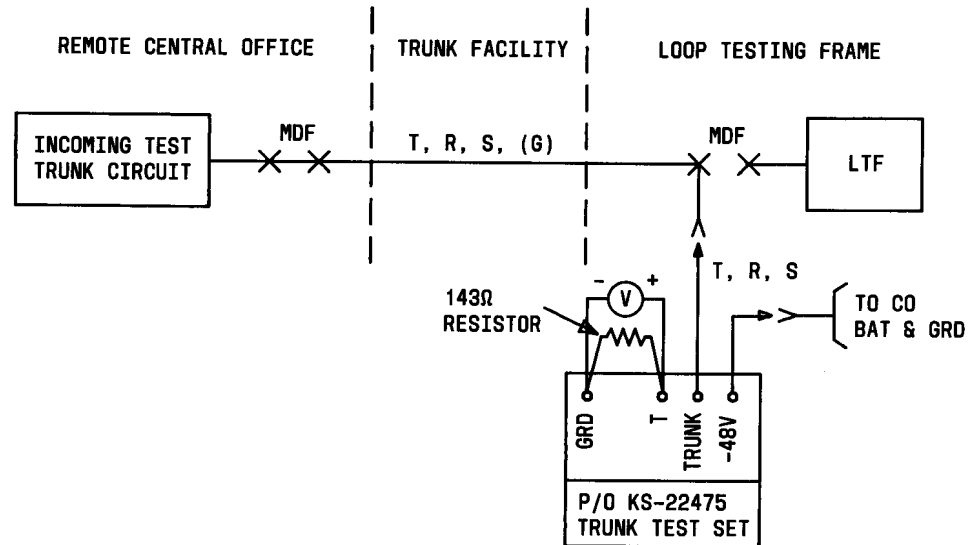 REMOTE CENTRAL OFFICE
TRUNK FACILITY
LOOP TESTING FRAME
INCOMING TEST
TRUNK CIRCUIT
MDF
T, R, S, (G)
MDF
LTF
T, R, S
143Ω
RESISTOR
- V +
TO CO
BAT & GRD
GRD
T
TRUNK
-48V
P/O KS-22475
TRUNK TEST SET